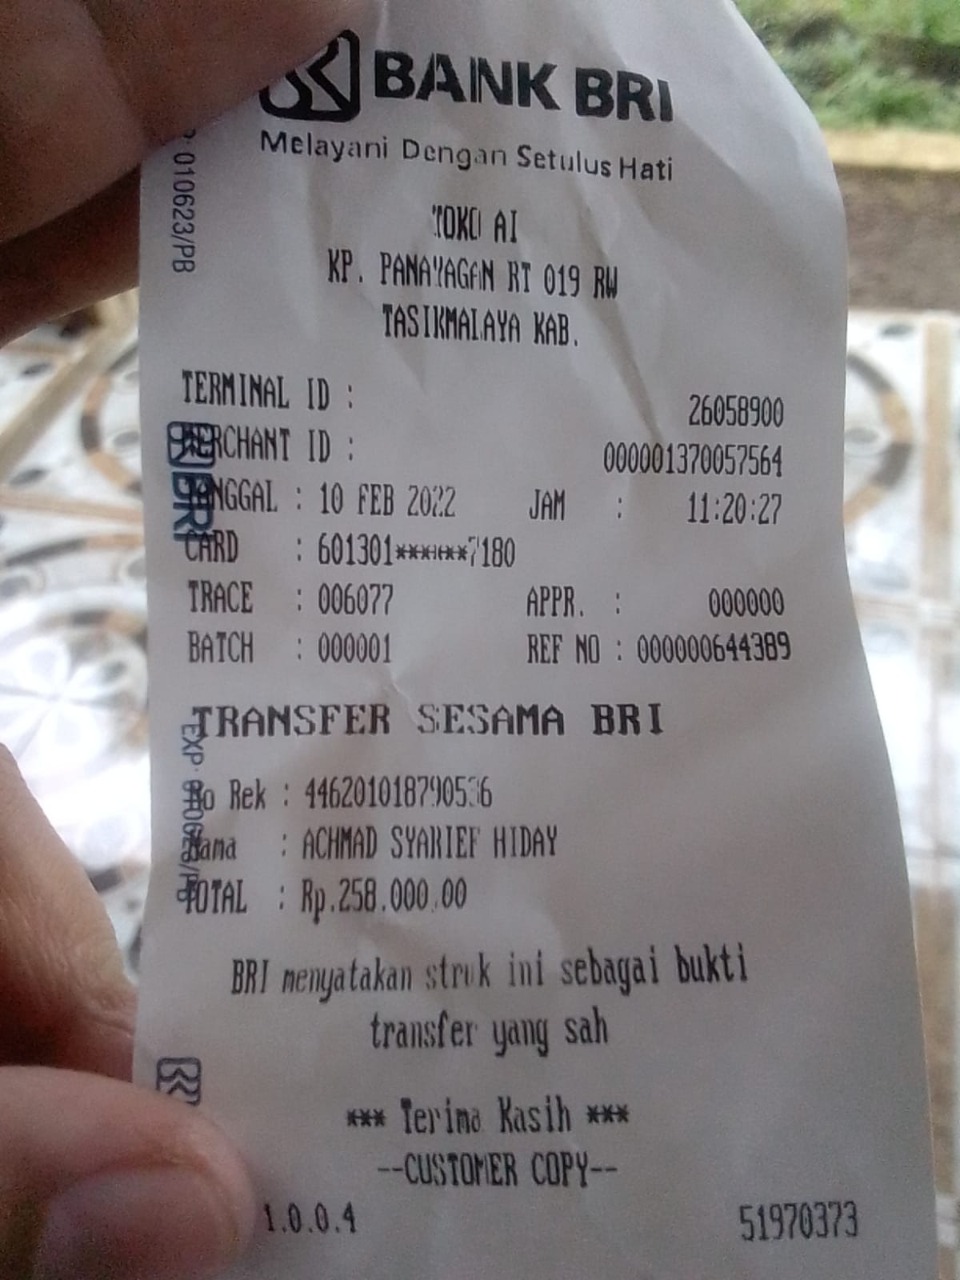 BANK BRI
Melayani Dengan Setulus Hati
010623/PB
TOKO AI
KP. PANAYAGAN RT 019 RW
TASIKMALAYA KAB.
TERMINAL ID : 26058900
MERCHANT ID : 000001370057564
BRI
TANGGAL : 10 FEB 2022 JAM : 11:20:27
CARD : 601301******7180
TRACE : 006077 APPR. : 000000
BATCH : 000001 REF NO : 000000644389
TRANSFER SESAMA BRI
EXP. 010623/PB
No Rek : 446201018790536
Nama : ACHMAD SYARIEF HIDAY
TOTAL : Rp.258.000,00
BRI menyatakan struk ini sebagai bukti
transfer yang sah
*** Terima Kasih ***
--CUSTOMER COPY--
1.0.0.4 51970373